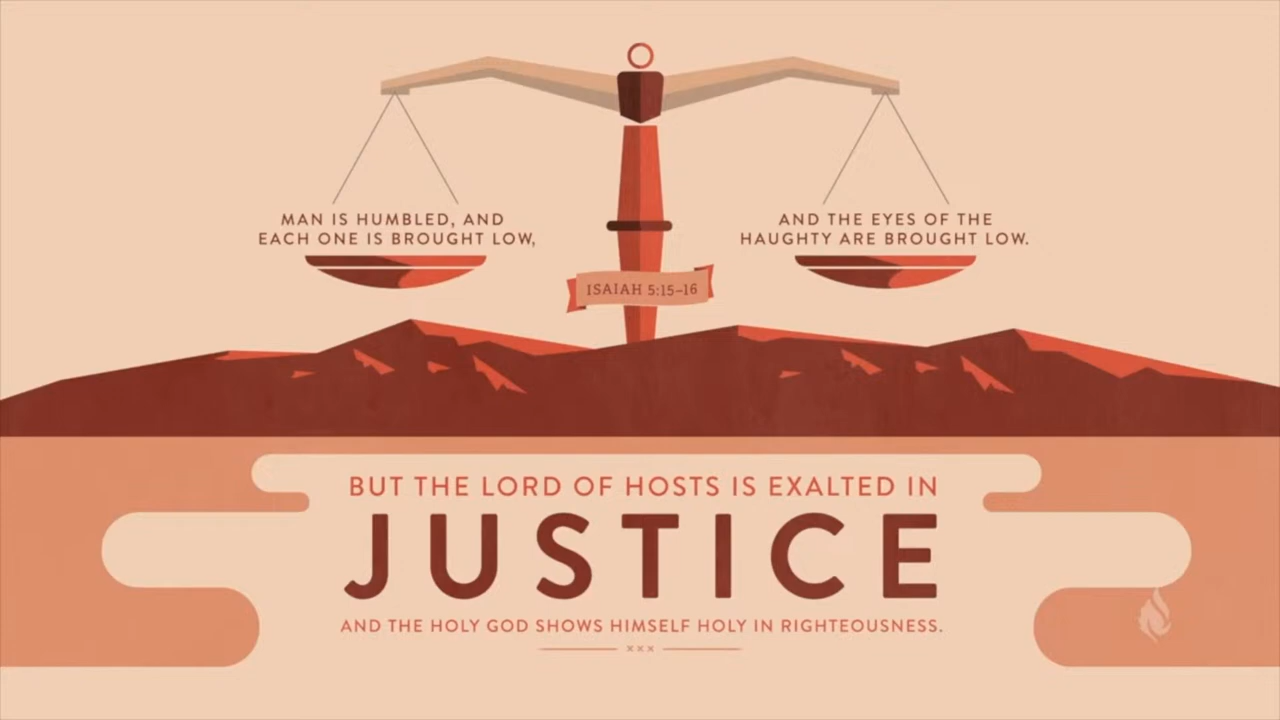 MAN IS HUMBLED, AND
EACH ONE IS BROUGHT LOW,
AND THE EYES OF THE
HAUGHTY ARE BROUGHT LOW.
ISAIAH 5:15–16
BUT THE LORD OF HOSTS IS EXALTED IN
JUSTICE
AND THE HOLY GOD SHOWS HIMSELF HOLY IN RIGHTEOUSNESS.
×××